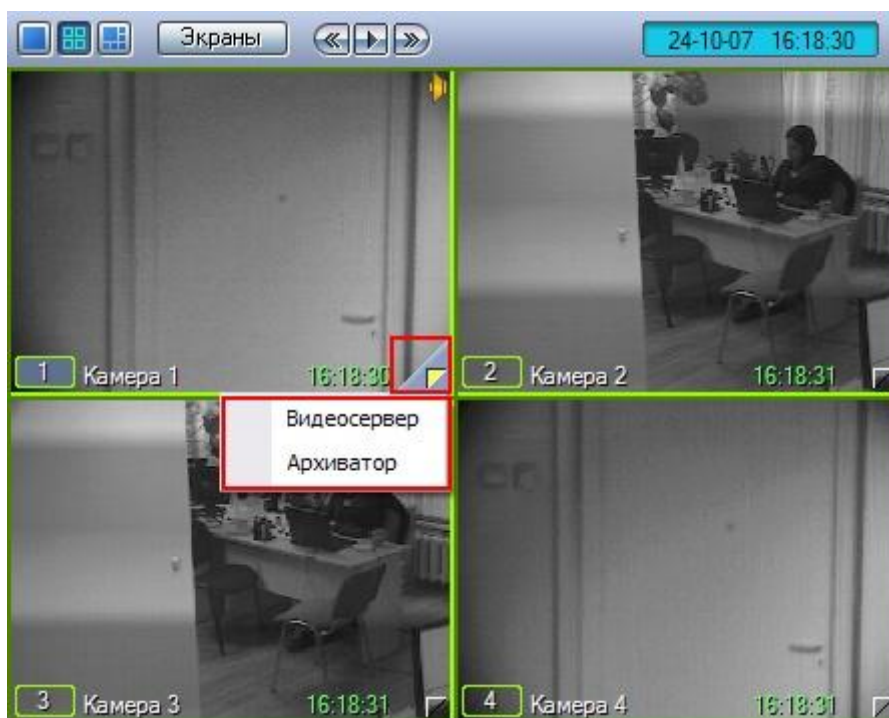 Экраны
24-10-07 16:18:30
1 Камера 1 16:18:30
2 Камера 2 16:18:31
Видеосервер
Архиватор
3 Камера 3 16:18:31
4 Камера 4 16:18:31